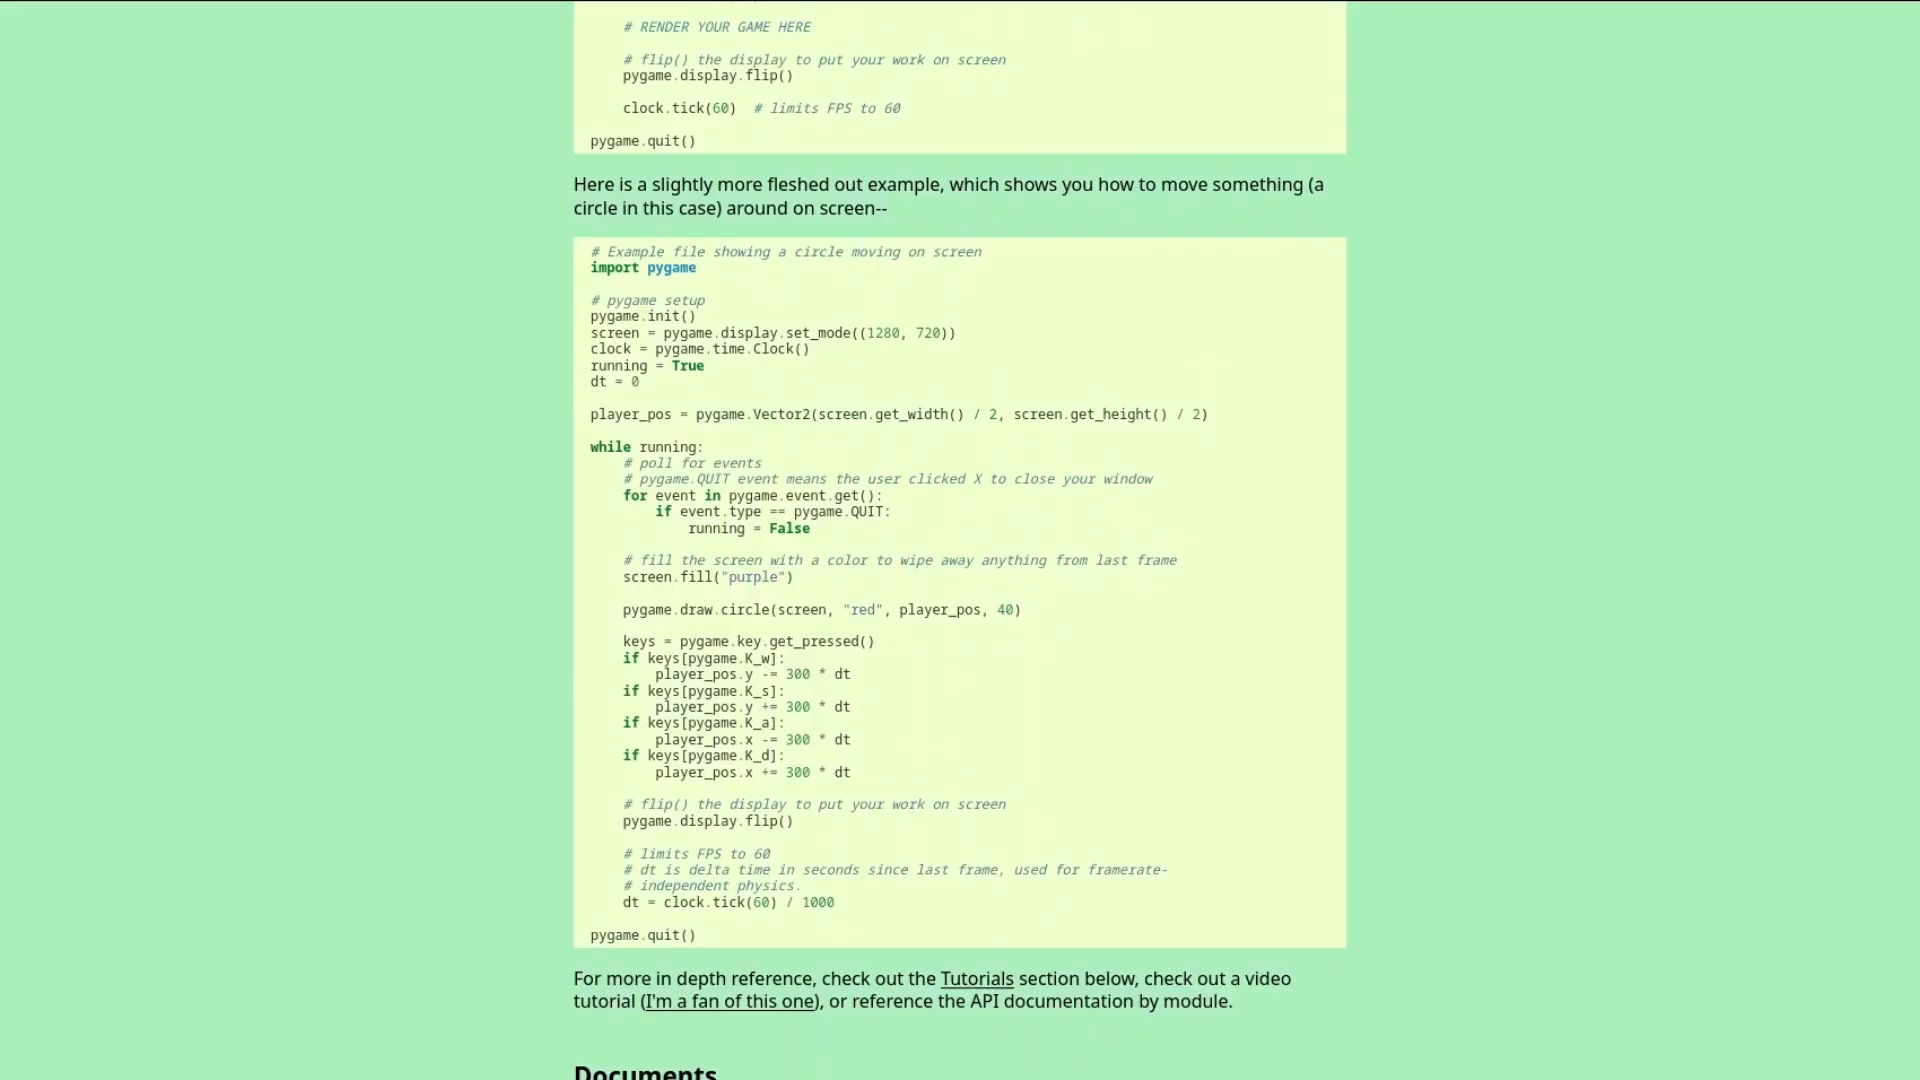 # RENDER YOUR GAME HERE
# flip() the display to put your work on screen
pygame.display.flip()
clock.tick(60)  # limits FPS to 60
pygame.quit()
Here is a slightly more fleshed out example, which shows you how to move something (a
circle in this case) around on screen--
# Example file showing a circle moving on screen
import pygame
# pygame setup
pygame.init()
screen = pygame.display.set_mode((1280, 720))
clock = pygame.time.Clock()
running = True
dt = 0
player_pos = pygame.Vector2(screen.get_width() / 2, screen.get_height() / 2)
while running:
    # poll for events
    # pygame.QUIT event means the user clicked X to close your window
    for event in pygame.event.get():
        if event.type == pygame.QUIT:
            running = False
    # fill the screen with a color to wipe away anything from last frame
    screen.fill("purple")
    pygame.draw.circle(screen, "red", player_pos, 40)
    keys = pygame.key.get_pressed()
    if keys[pygame.K_w]:
        player_pos.y -= 300 * dt
    if keys[pygame.K_s]:
        player_pos.y += 300 * dt
    if keys[pygame.K_a]:
        player_pos.x -= 300 * dt
    if keys[pygame.K_d]:
        player_pos.x += 300 * dt
    # flip() the display to put your work on screen
    pygame.display.flip()
    # limits FPS to 60
    # dt is delta time in seconds since last frame, used for framerate-
    # independent physics.
    dt = clock.tick(60) / 1000
pygame.quit()
For more in depth reference, check out the Tutorials section below, check out a video
tutorial (I'm a fan of this one), or reference the API documentation by module.
Documents